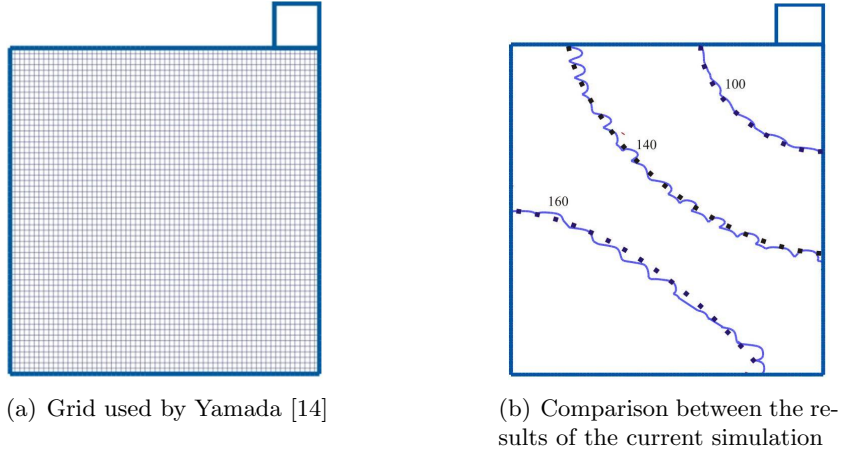 100
140
160
(a) Grid used by Yamada [14]
(b) Comparison between the re-
sults of the current simulation